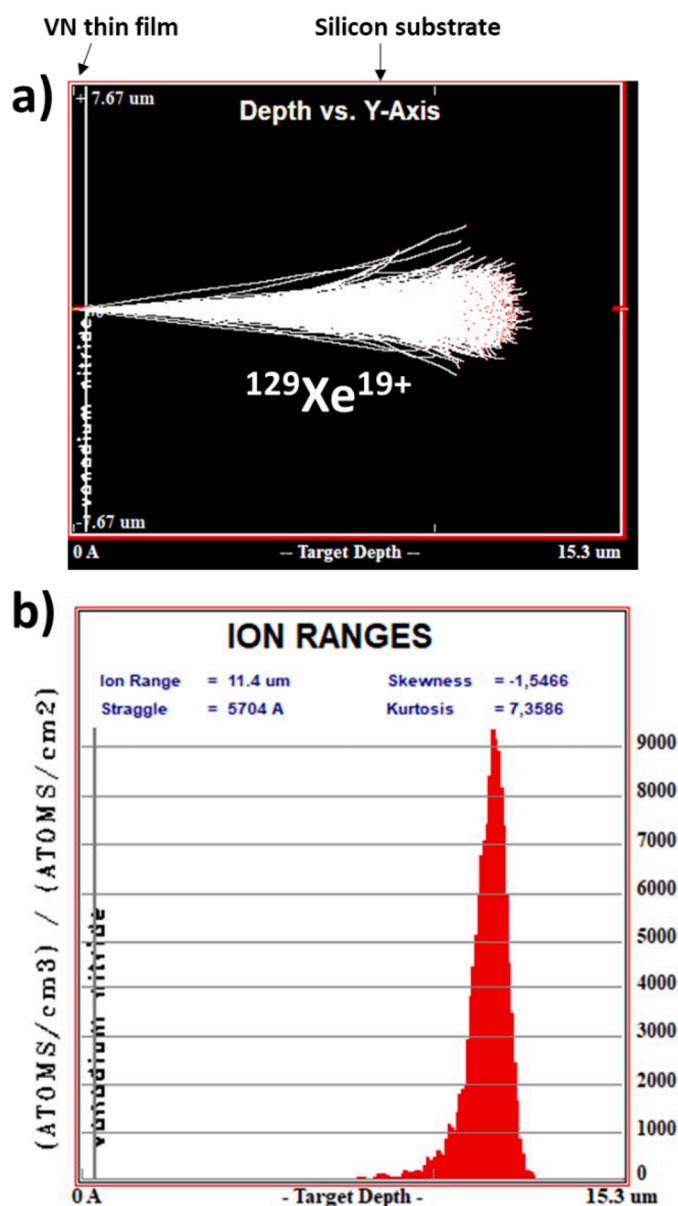 VN thin film
Silicon substrate
a)
+ 7.67 um
Depth vs. Y-Axis
vanadium nitride
129Xe19+
-7.67 um
0 A
-- Target Depth --
15.3 um
b)
ION RANGES
Ion Range = 11.4 um
Skewness = -1,5466
Straggle = 5704 A
Kurtosis = 7,3586
(ATOMS/cm3) / (ATOMS/cm2)
vanadium nitride
9000
8000
7000
6000
5000
4000
3000
2000
1000
0
0 A
- Target Depth -
15.3 um